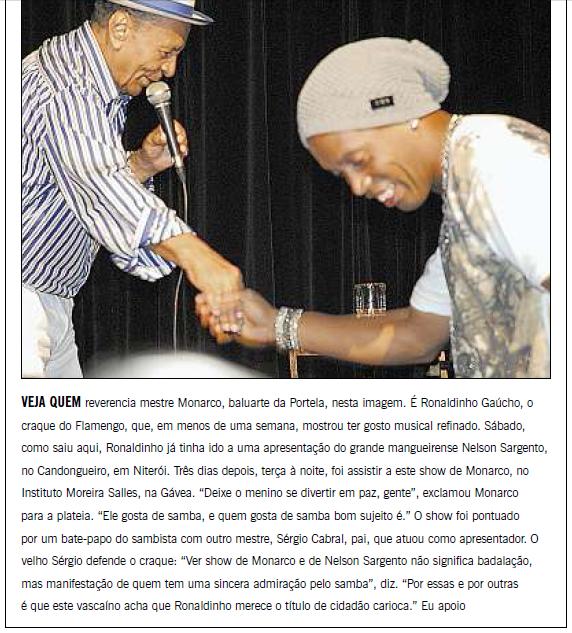 VEJA QUEM reverencia mestre Monarco, baluarte da Portela, nesta imagem. É Ronaldinho Gaúcho, o
craque do Flamengo, que, em menos de uma semana, mostrou ter gosto musical refinado. Sábado,
como saiu aqui, Ronaldinho já tinha ido a uma apresentação do grande mangueirense Nelson Sargento,
no Candongueiro, em Niterói. Três dias depois, terça à noite, foi assistir a este show de Monarco, no
Instituto Moreira Salles, na Gávea. “Deixe o menino se divertir em paz, gente”, exclamou Monarco
para a plateia. “Ele gosta de samba, e quem gosta de samba bom sujeito é.” O show foi pontuado
por um bate-papo do sambista com outro mestre, Sérgio Cabral, pai, que atuou como apresentador. O
velho Sérgio defende o craque: “Ver show de Monarco e de Nelson Sargento não significa badalação,
mas manifestação de quem tem uma sincera admiração pelo samba”, diz. “Por essas e por outras
é que este vascaíno acha que Ronaldinho merece o título de cidadão carioca.” Eu apoio